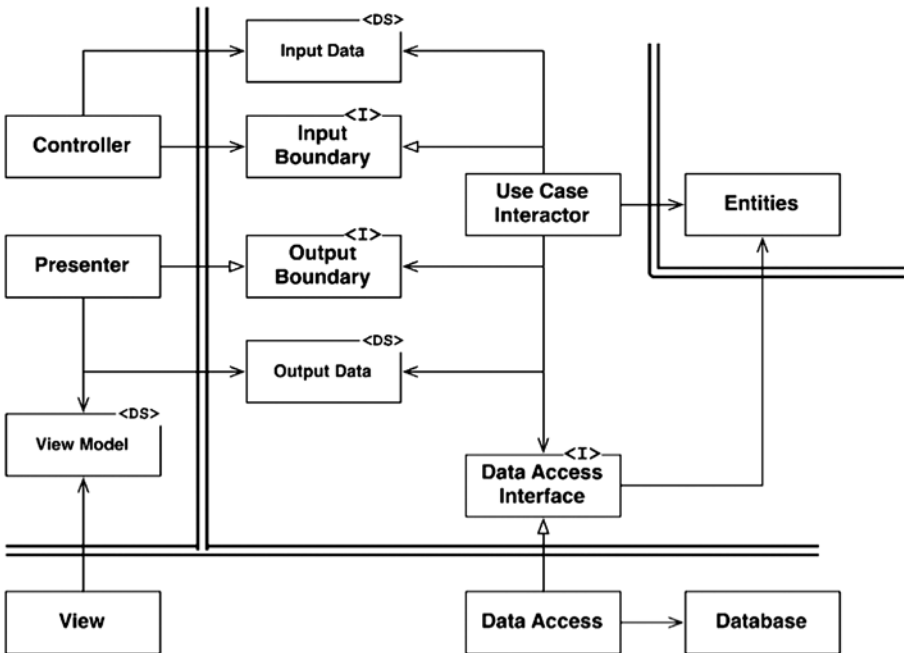 <DS>
Input Data
<I>
Controller
Input
Boundary
Use Case
Interactor
Entities
<I>
Presenter
Output
Boundary
<DS>
Output Data
<DS>
View Model
<I>
Data Access
Interface
View
Data Access
Database